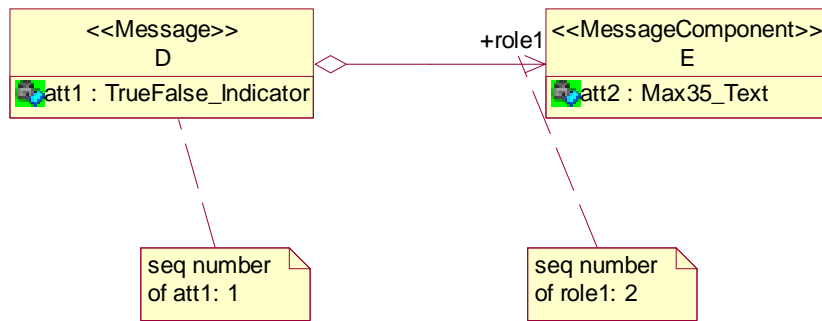 <<Message>>
D
att1 : TrueFalse_Indicator
+role1
<<MessageComponent>>
E
att2 : Max35_Text
seq number
of att1: 1
seq number
of role1: 2